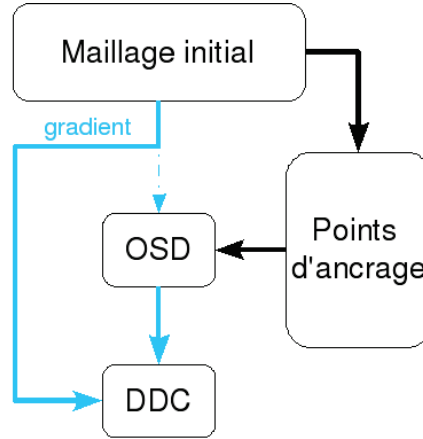 Maillage initial
gradient
Points
d'ancrage
OSD
DDC